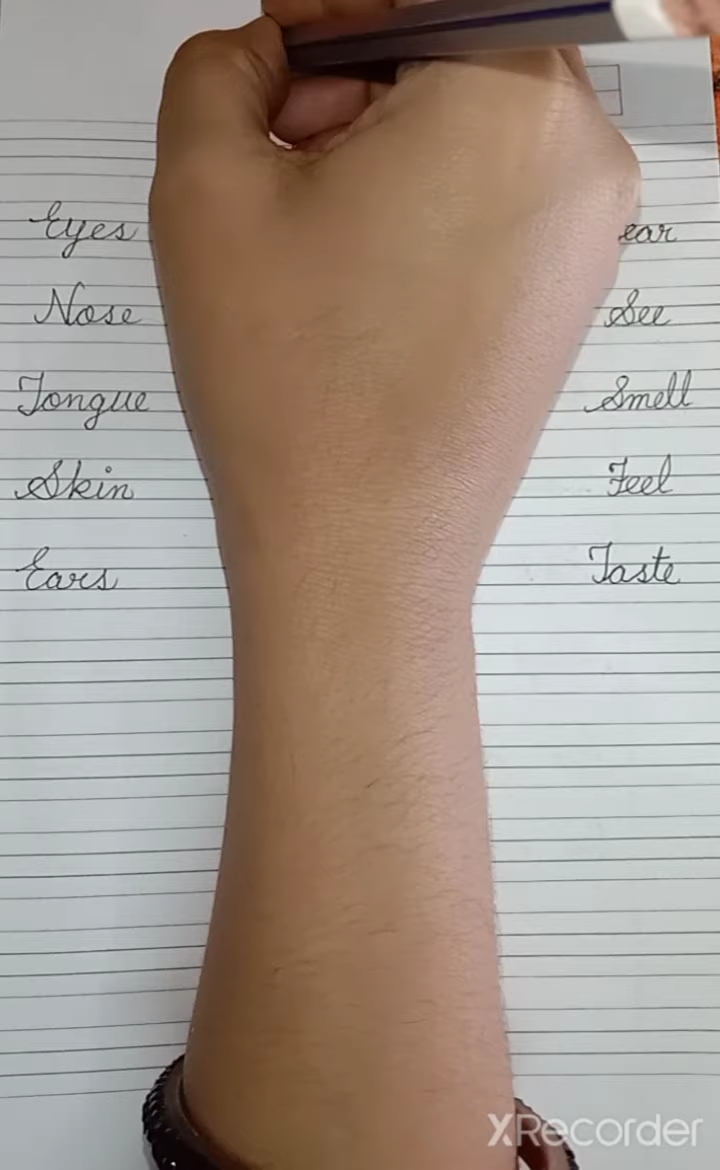 Eyes ear
Nose See
Tongue Smell
Skin Feel
Ears Taste
XRecorder